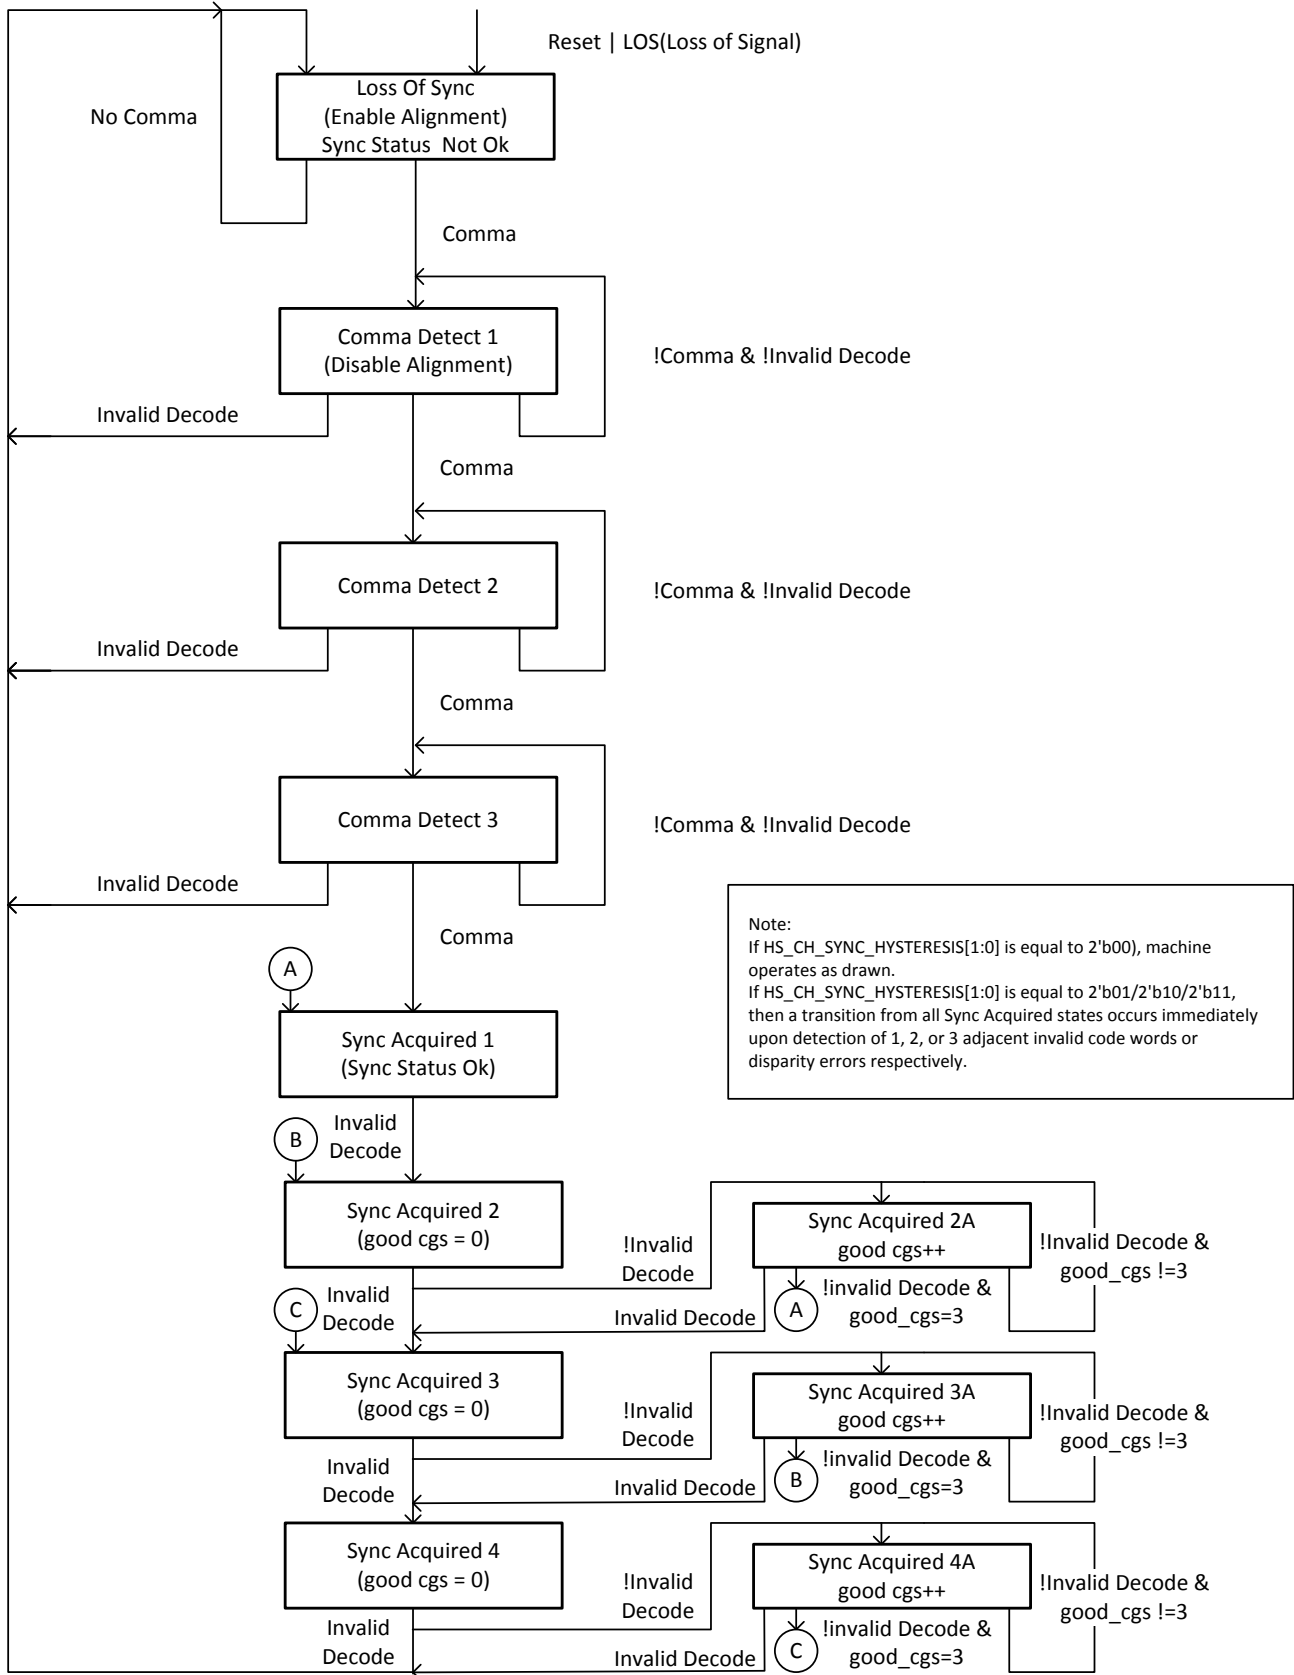 Reset | LOS(Loss of Signal)
Loss Of Sync
(Enable Alignment)
Sync Status  Not Ok
No Comma
Comma
Comma Detect 1
(Disable Alignment)
!Comma & !Invalid Decode
Invalid Decode
Comma
Comma Detect 2
!Comma & !Invalid Decode
Invalid Decode
Comma
Comma Detect 3
!Comma & !Invalid Decode
Invalid Decode
Comma
Note:
If HS_CH_SYNC_HYSTERESIS[1:0] is equal to 2'b00), machine
operates as drawn.
If HS_CH_SYNC_HYSTERESIS[1:0] is equal to 2'b01/2'b10/2'b11,
then a transition from all Sync Acquired states occurs immediately
upon detection of 1, 2, or 3 adjacent invalid code words or
disparity errors respectively.
A
Sync Acquired 1
(Sync Status Ok)
Invalid
Decode
B
Sync Acquired 2
(good cgs = 0)
!Invalid
Decode
Sync Acquired 2A
good cgs++
!Invalid Decode &
good_cgs !=3
Invalid
Decode
C
Invalid Decode
A
!invalid Decode &
good_cgs=3
Sync Acquired 3
(good cgs = 0)
!Invalid
Decode
Sync Acquired 3A
good cgs++
!Invalid Decode &
good_cgs !=3
Invalid
Decode
Invalid Decode
B
!invalid Decode &
good_cgs=3
Sync Acquired 4
(good cgs = 0)
!Invalid
Decode
Sync Acquired 4A
good cgs++
!Invalid Decode &
good_cgs !=3
Invalid
Decode
Invalid Decode
C
!invalid Decode &
good_cgs=3